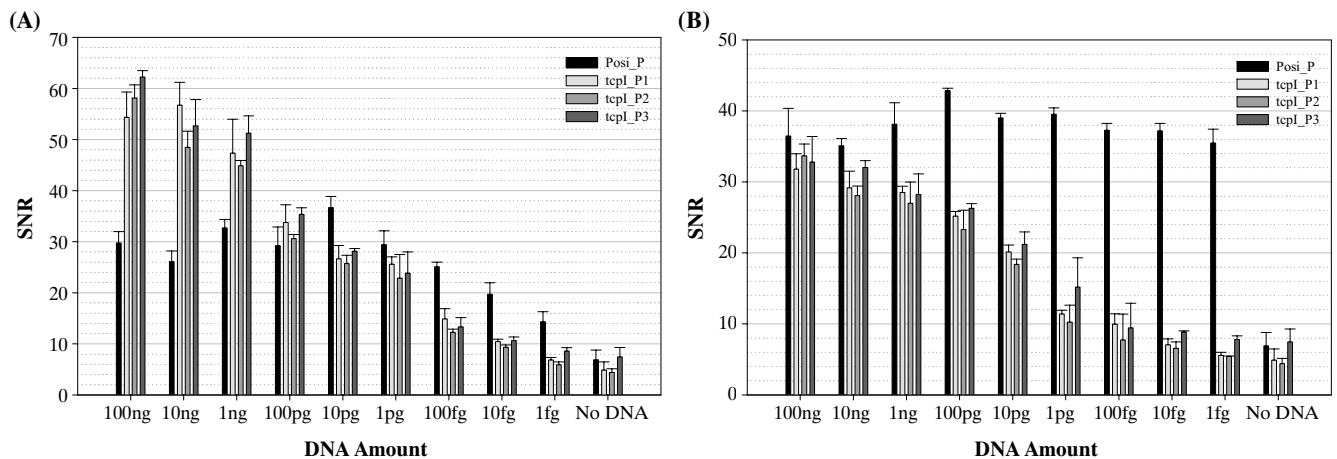 (A)
SNR
70
60
50
40
30
20
10
0
Posi_P
tcpI_P1
tcpI_P2
tcpI_P3
100ng 10ng 1ng 100pg 10pg 1pg 100fg 10fg 1fg No DNA
DNA Amount
(B)
SNR
50
40
30
20
10
0
Posi_P
tcpI_P1
tcpI_P2
tcpI_P3
100ng 10ng 1ng 100pg 10pg 1pg 100fg 10fg 1fg No DNA
DNA Amount